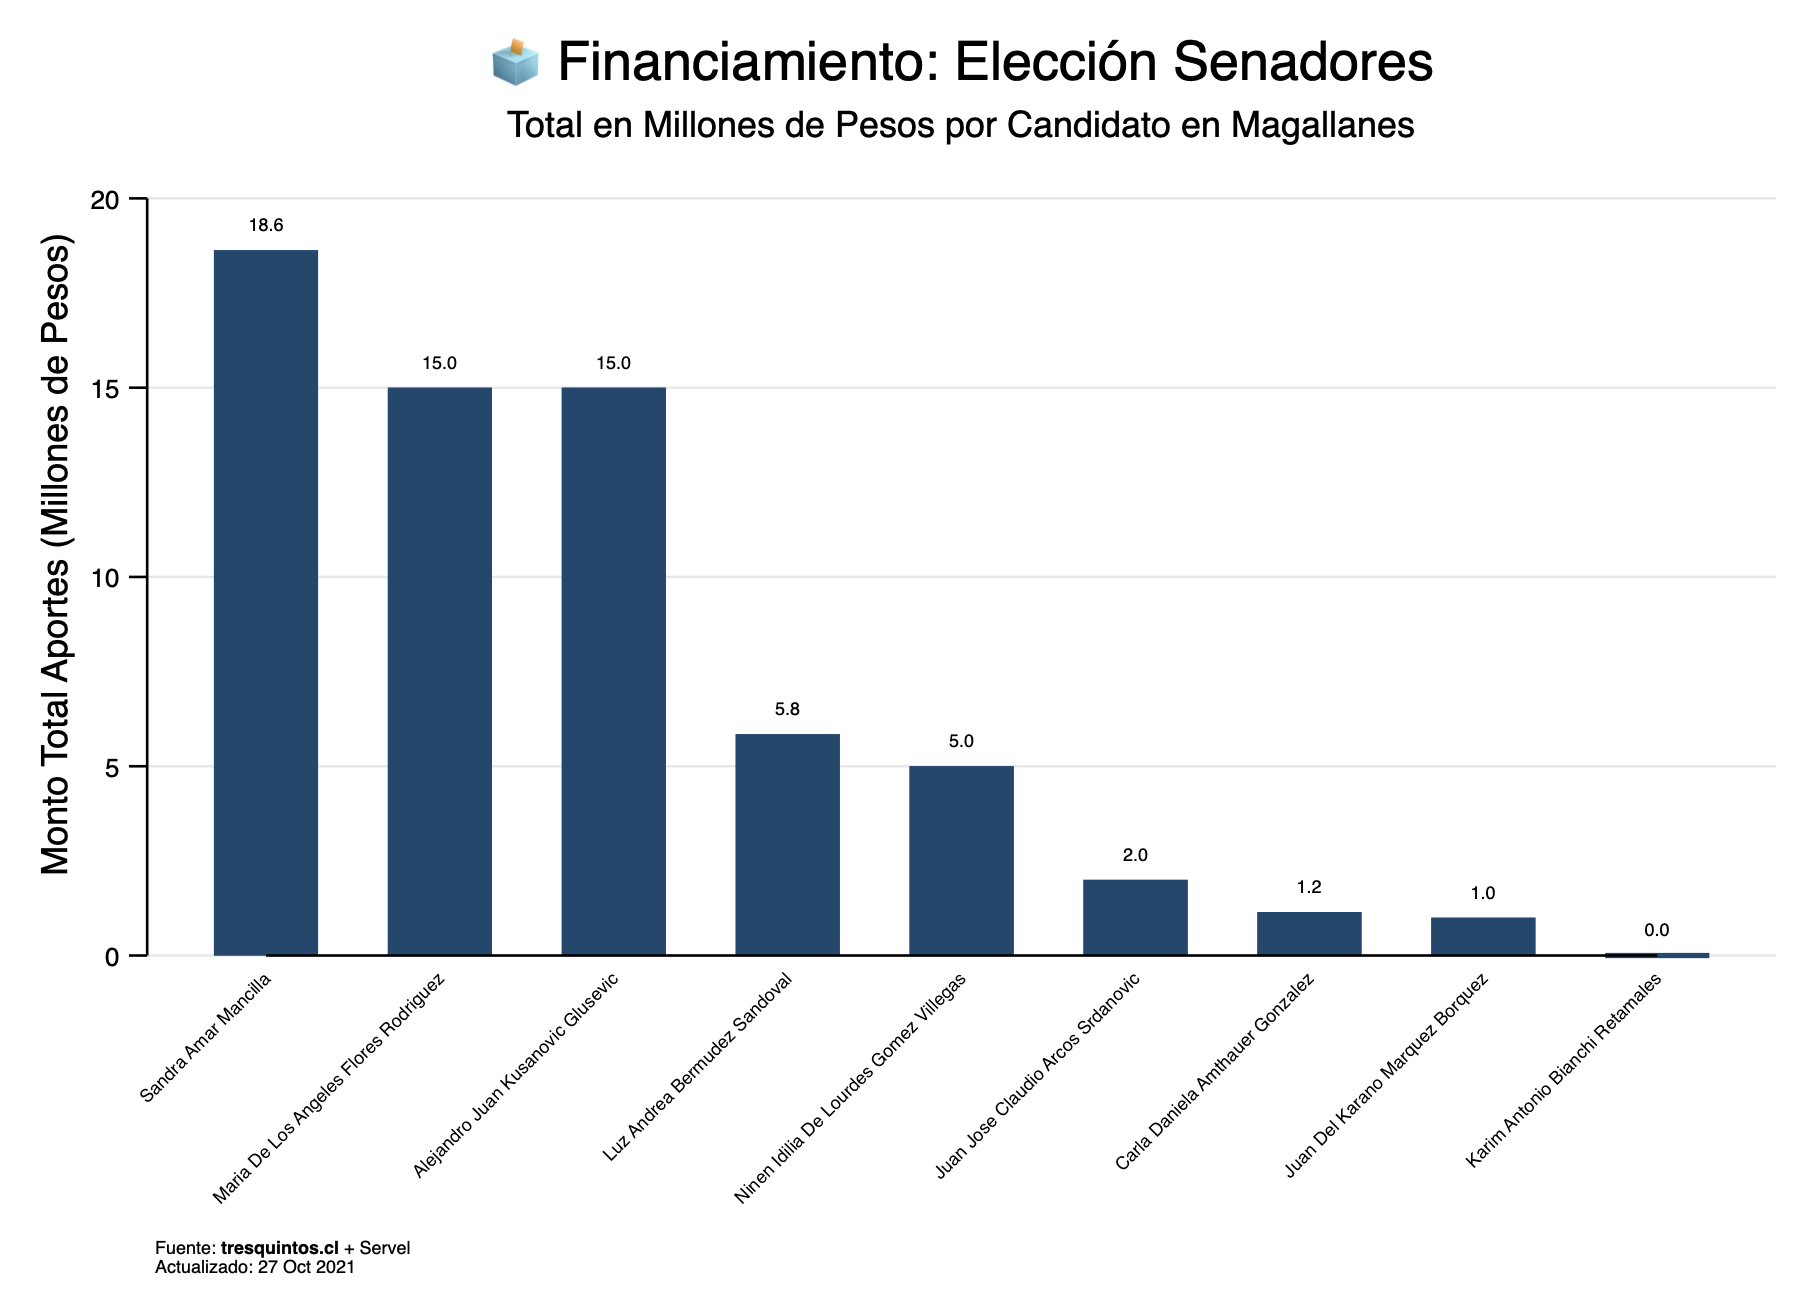 Financiamiento: Elección Senadores
Total en Millones de Pesos por Candidato en Magallanes
Monto Total Aportes (Millones de Pesos)
20
15
10
5
0
18.6
15.0
15.0
5.8
5.0
2.0
1.2
1.0
0.0
Sandra Amar Mancilla
Maria De Los Angeles Flores Rodriguez
Alejandro Juan Kusanovic Glusevic
Luz Andrea Bermudez Sandoval
Ninen Idilia De Lourdes Gomez Villegas
Juan Jose Claudio Arcos Srdanovic
Carla Daniela Amthauer Gonzalez
Juan Del Karano Marquez Borquez
Karim Antonio Bianchi Retamales
Fuente: tresquintos.cl + Servel
Actualizado: 27 Oct 2021